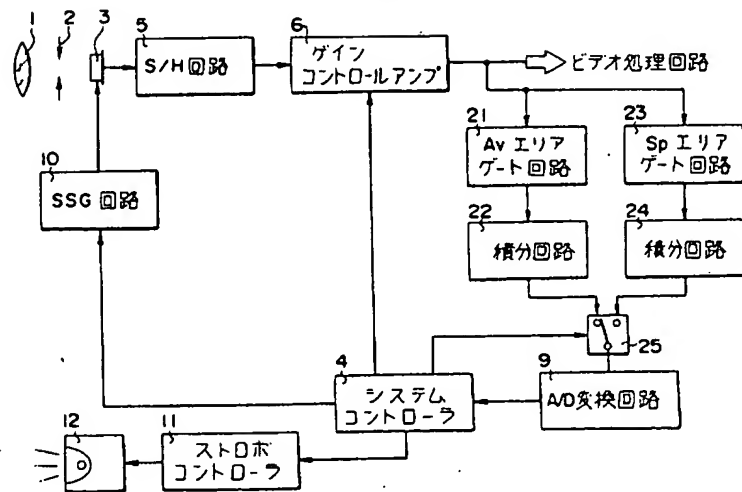 1
2
3
5
S/H 回路
6
ゲイン
コントロールアンプ
ビデオ処理回路
21
Av エリア
ゲート回路
23
Sp エリア
ゲート回路
10
SSG 回路
22
積分回路
24
積分回路
25
4
システム
コントローラ
9
A/D変換回路
12
11
ストロボ
コントローラ